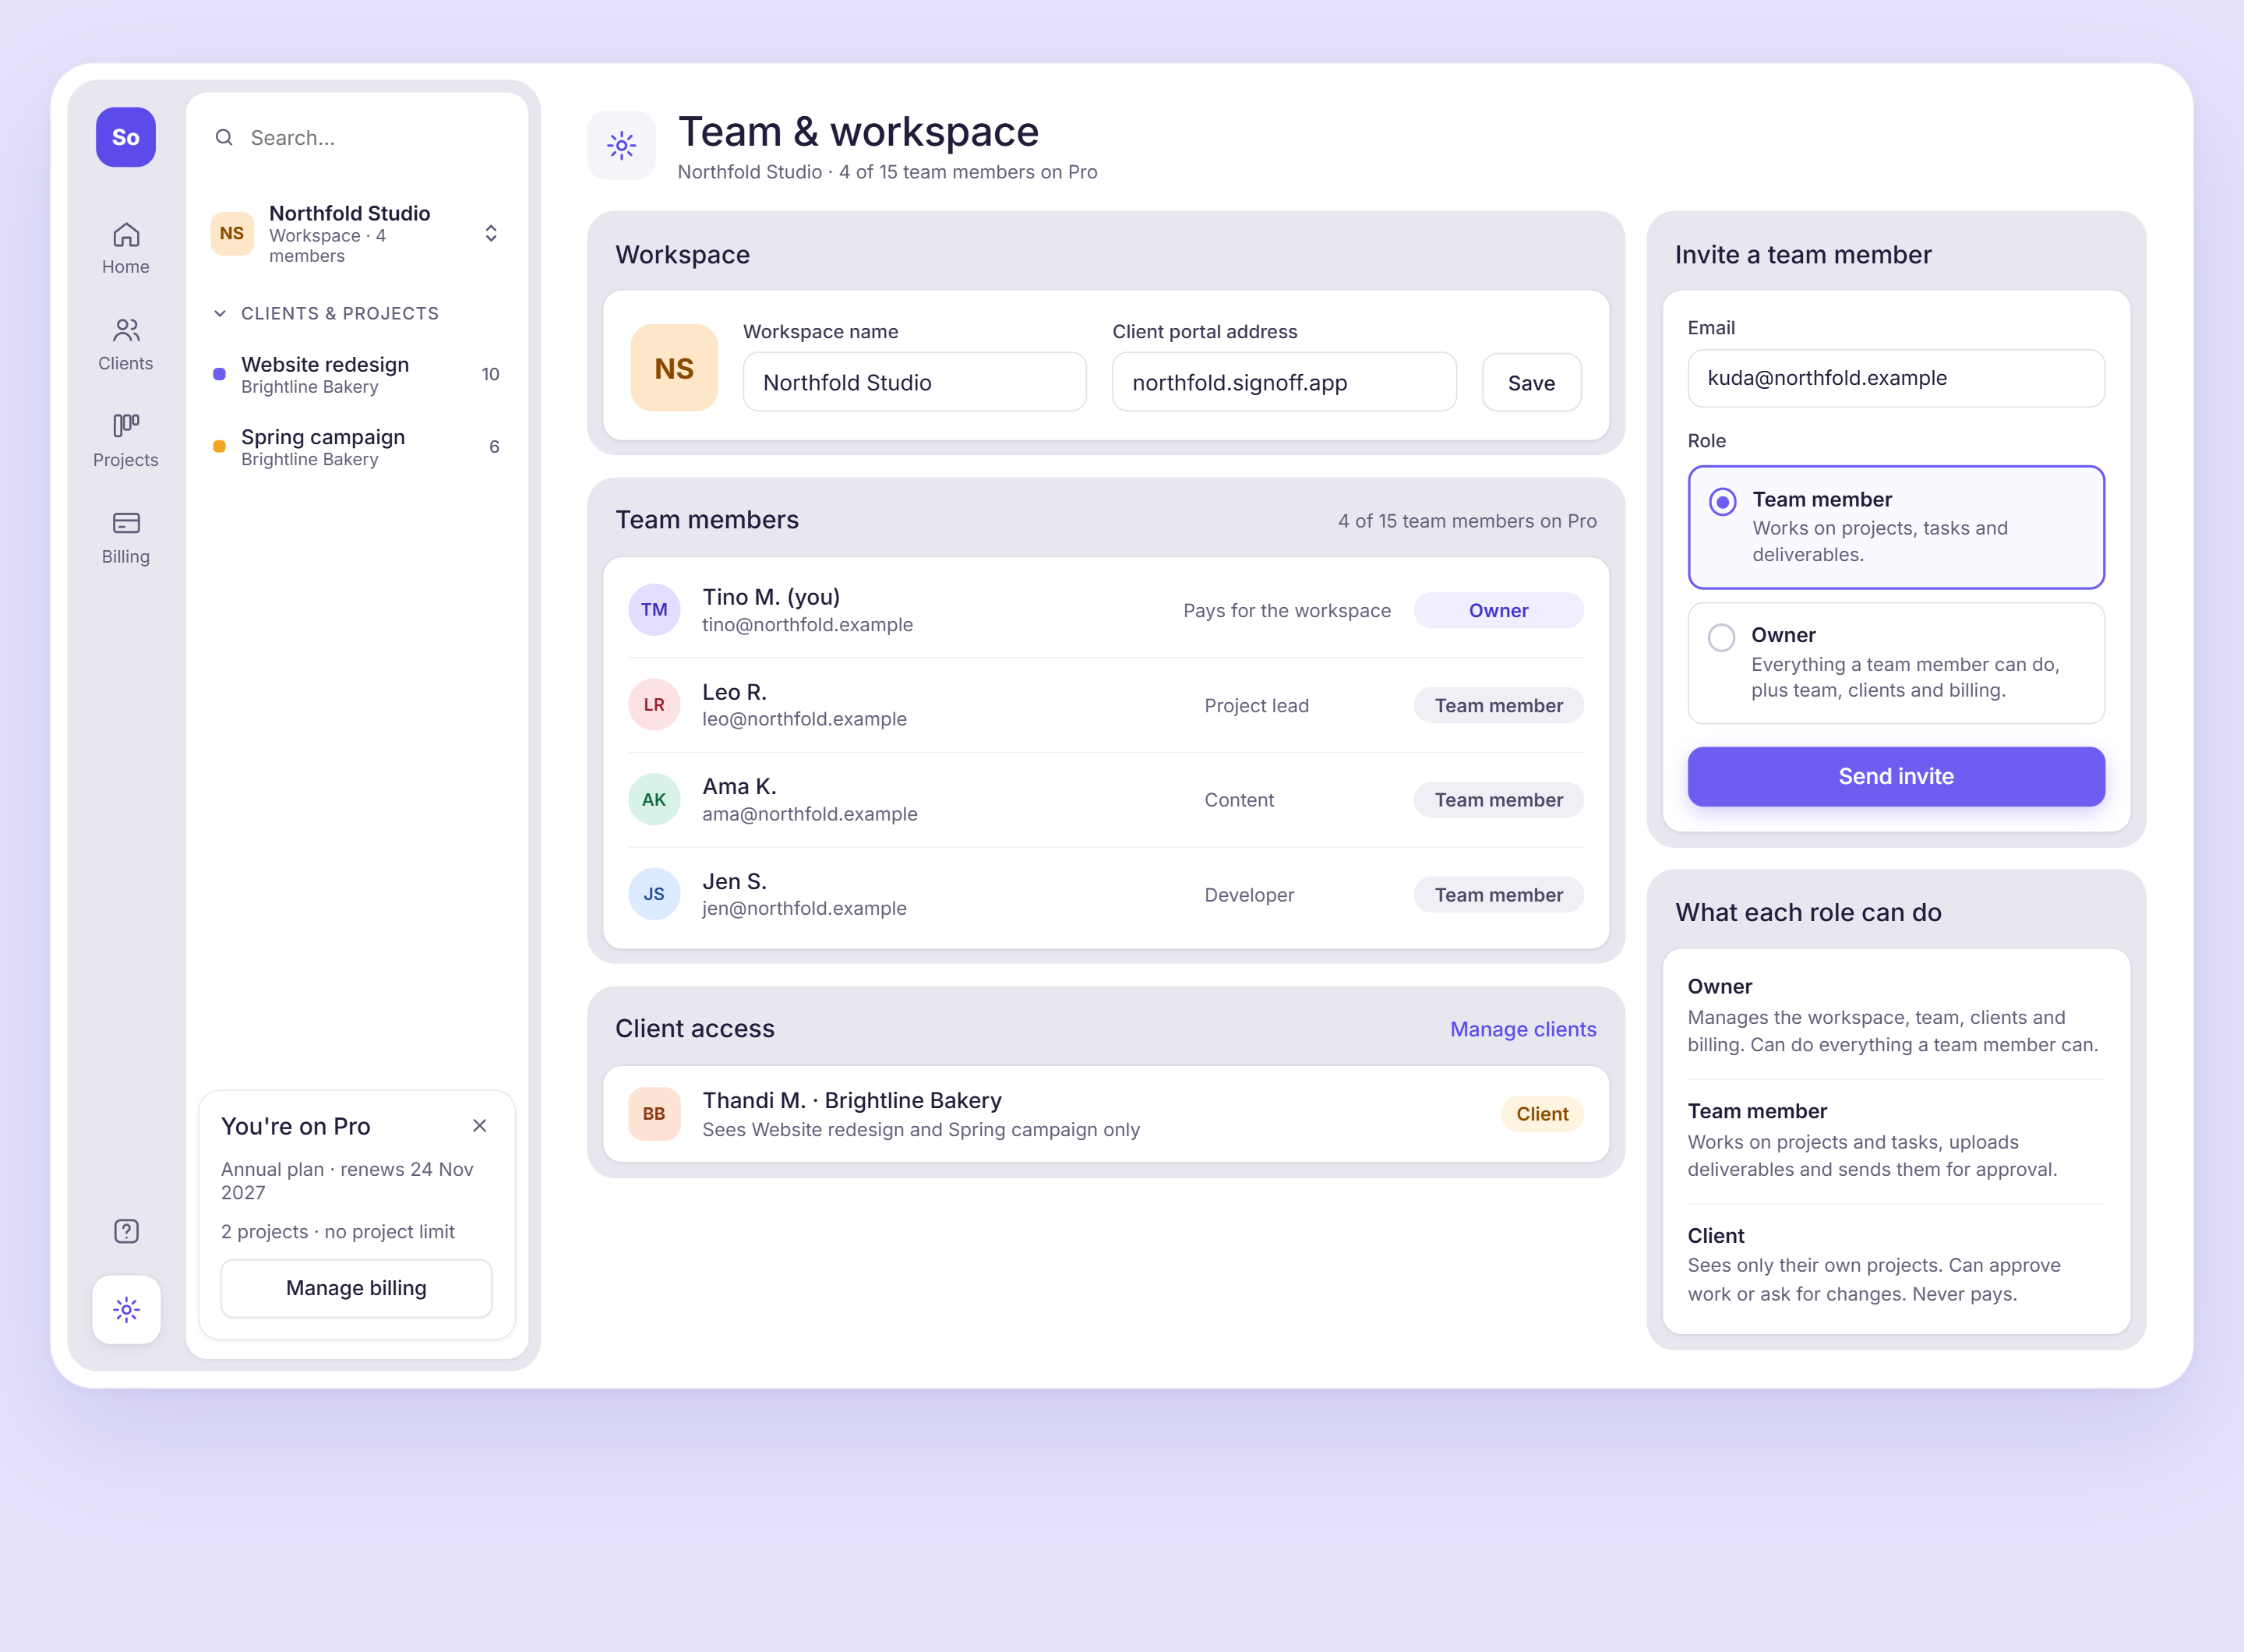 So
Home
Clients
Projects
Billing
Search...
NS
Northfold Studio
Workspace · 4
members
CLIENTS & PROJECTS
Website redesign
Brightline Bakery
10
Spring campaign
Brightline Bakery
6
You're on Pro
Annual plan · renews 24 Nov
2027
2 projects · no project limit
Manage billing
Team & workspace
Northfold Studio · 4 of 15 team members on Pro
Workspace
NS
Workspace name
Northfold Studio
Client portal address
northfold.signoff.app
Save
Team members
4 of 15 team members on Pro
TM
Tino M. (you)
tino@northfold.example
Pays for the workspace
Owner
LR
Leo R.
leo@northfold.example
Project lead
Team member
AK
Ama K.
ama@northfold.example
Content
Team member
JS
Jen S.
jen@northfold.example
Developer
Team member
Client access
Manage clients
BB
Thandi M. · Brightline Bakery
Sees Website redesign and Spring campaign only
Client
Invite a team member
Email
kuda@northfold.example
Role
Team member
Works on projects, tasks and
deliverables.
Owner
Everything a team member can do,
plus team, clients and billing.
Send invite
What each role can do
Owner
Manages the workspace, team, clients and
billing. Can do everything a team member can.
Team member
Works on projects and tasks, uploads
deliverables and sends them for approval.
Client
Sees only their own projects. Can approve
work or ask for changes. Never pays.